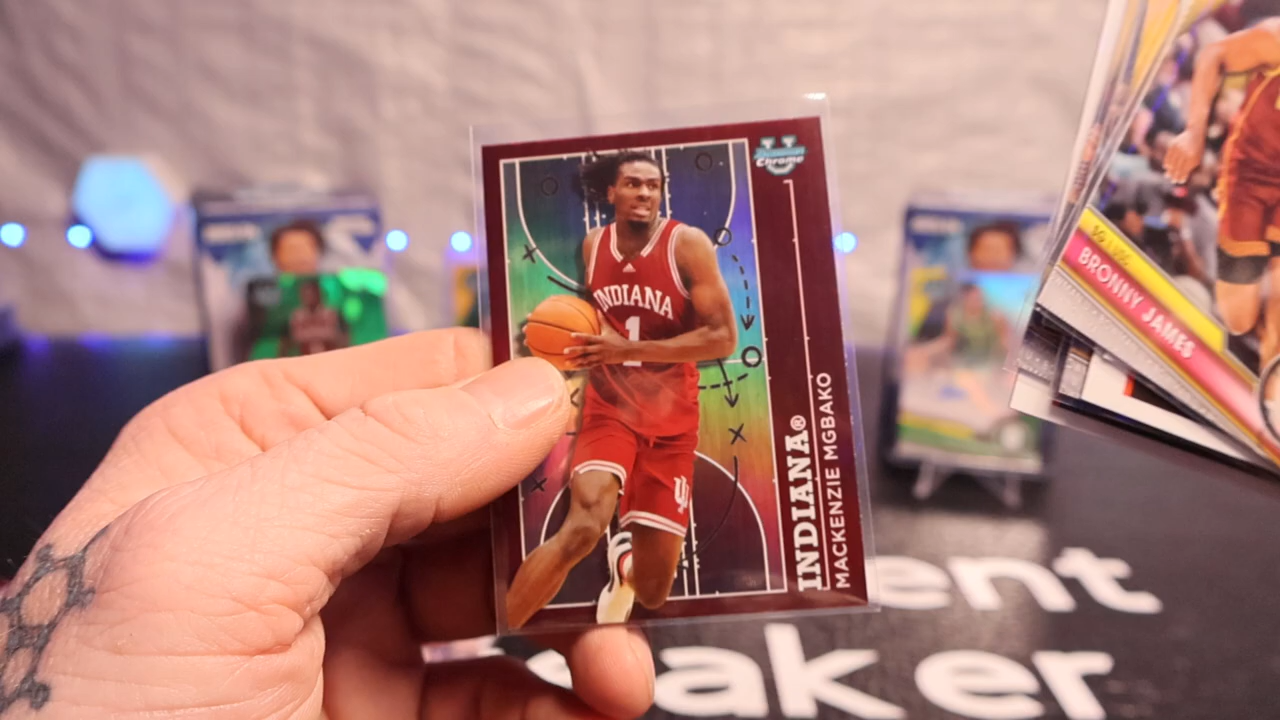 Chrome
INDIANA
1
INDIANA®
MACKENZIE MGBAKO
BRONNY JAMES
ent
aker